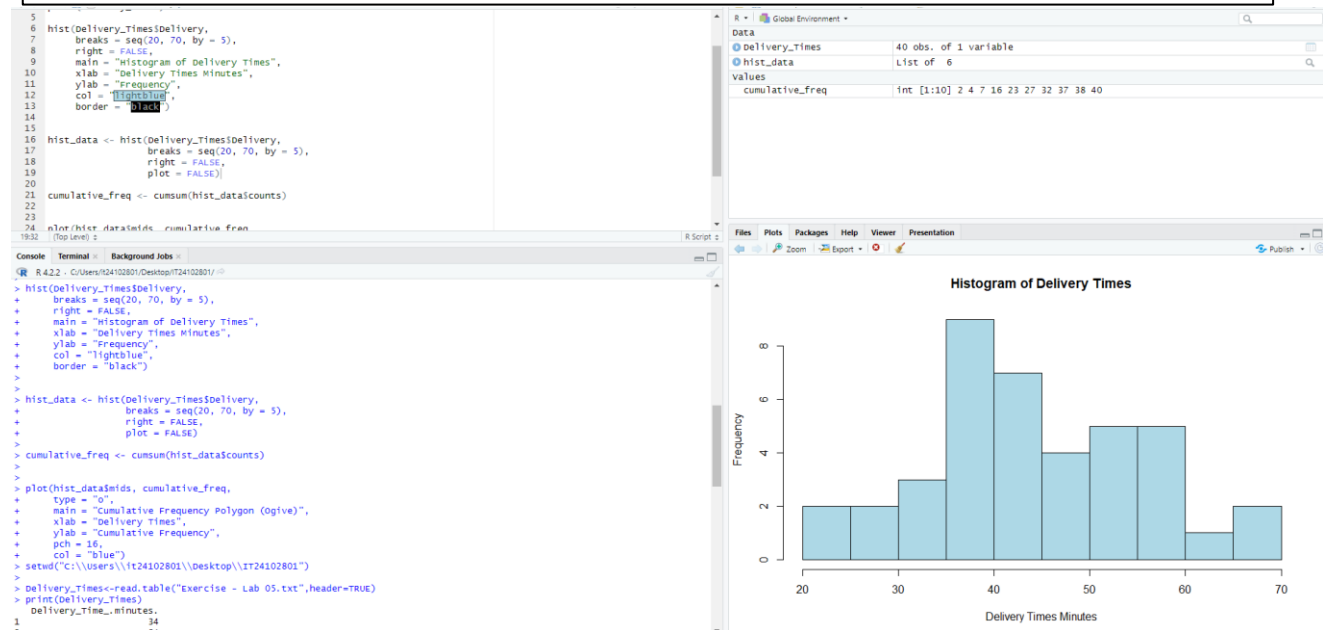 5
6 hist(Delivery_Times$Delivery,
7 breaks = seq(20, 70, by = 5),
8 right = FALSE,
9 main = "Histogram of Delivery Times",
10 xlab = "Delivery Times Minutes",
11 ylab = "Frequency",
12 col = "lightblue",
13 border = "black")
14
15
16 hist_data <- hist(Delivery_Times$Delivery,
17 breaks = seq(20, 70, by = 5),
18 right = FALSE,
19 plot = FALSE)
20
21 cumulative_freq <- cumsum(hist_data$counts)
22
23
24 plot(hist_data$mids, cumulative_freq,
19:32 (Top Level)
R Script
Console Terminal × Background Jobs ×
R 4.2.2 · C:/Users/it24102801/Desktop/IT24102801/
> hist(Delivery_Times$Delivery,
+ breaks = seq(20, 70, by = 5),
+ right = FALSE,
+ main = "Histogram of Delivery Times",
+ xlab = "Delivery Times Minutes",
+ ylab = "Frequency",
+ col = "lightblue",
+ border = "black")
>
>
> hist_data <- hist(Delivery_Times$Delivery,
+ breaks = seq(20, 70, by = 5),
+ right = FALSE,
+ plot = FALSE)
>
> cumulative_freq <- cumsum(hist_data$counts)
>
>
> plot(hist_data$mids, cumulative_freq,
+ type = "o",
+ main = "Cumulative Frequency Polygon (Ogive)",
+ xlab = "Delivery Times",
+ ylab = "Cumulative Frequency",
+ pch = 16,
+ col = "blue")
> setwd("C:\\Users\\it24102801\\Desktop\\IT24102801")
>
> Delivery_Times<-read.table("Exercise - Lab 05.txt",header=TRUE)
> print(Delivery_Times)
Delivery_Time_.minutes.
1 34
R Global Environment
Data
Delivery_Times 40 obs. of 1 variable
hist_data List of 6
Values
cumulative_freq int [1:10] 2 4 7 16 23 27 32 37 38 40
Files Plots Packages Help Viewer Presentation
Zoom Export Publish
Histogram of Delivery Times
Frequency
8
6
4
2
0
20 30 40 50 60 70
Delivery Times Minutes